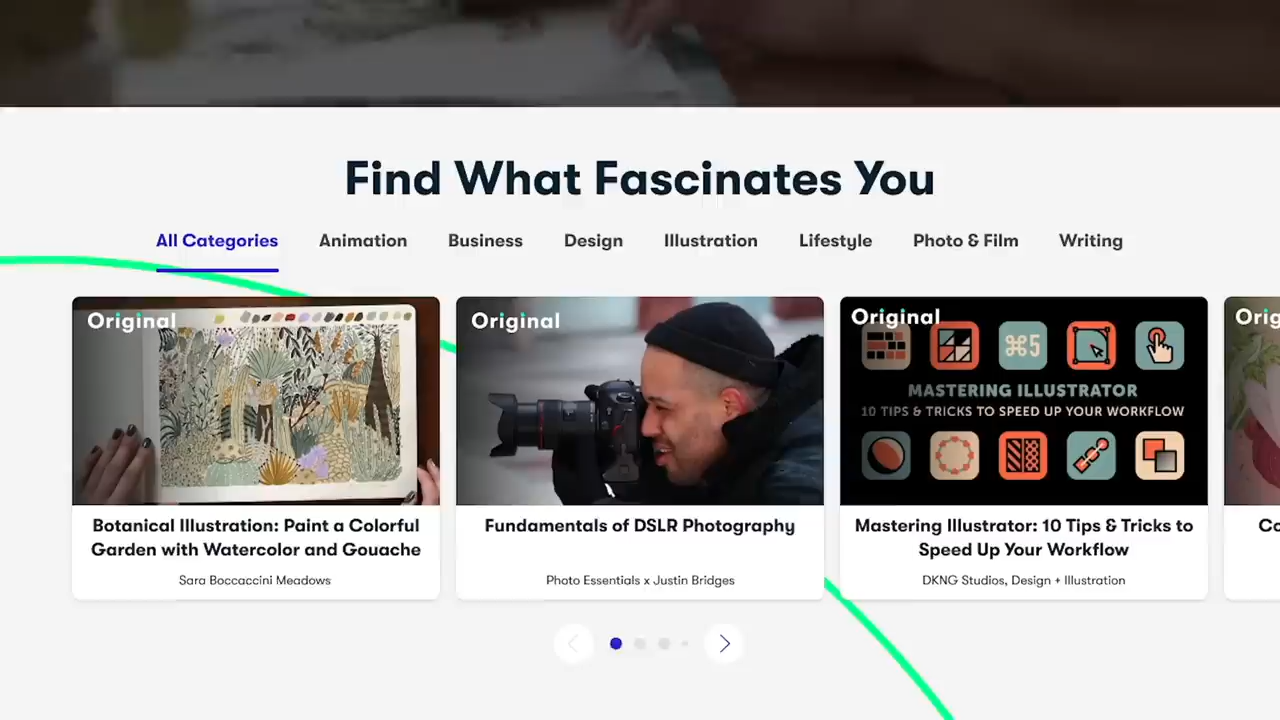 Find What Fascinates You
All Categories Animation Business Design Illustration Lifestyle Photo & Film Writing
Original
Botanical Illustration: Paint a Colorful
Garden with Watercolor and Gouache
Sara Boccaccini Meadows
Original
Fundamentals of DSLR Photography
Photo Essentials x Justin Bridges
Original
⌘5
MASTERING ILLUSTRATOR
10 TIPS & TRICKS TO SPEED UP YOUR WORKFLOW
Mastering Illustrator: 10 Tips & Tricks to
Speed Up Your Workflow
DKNG Studios, Design + Illustration